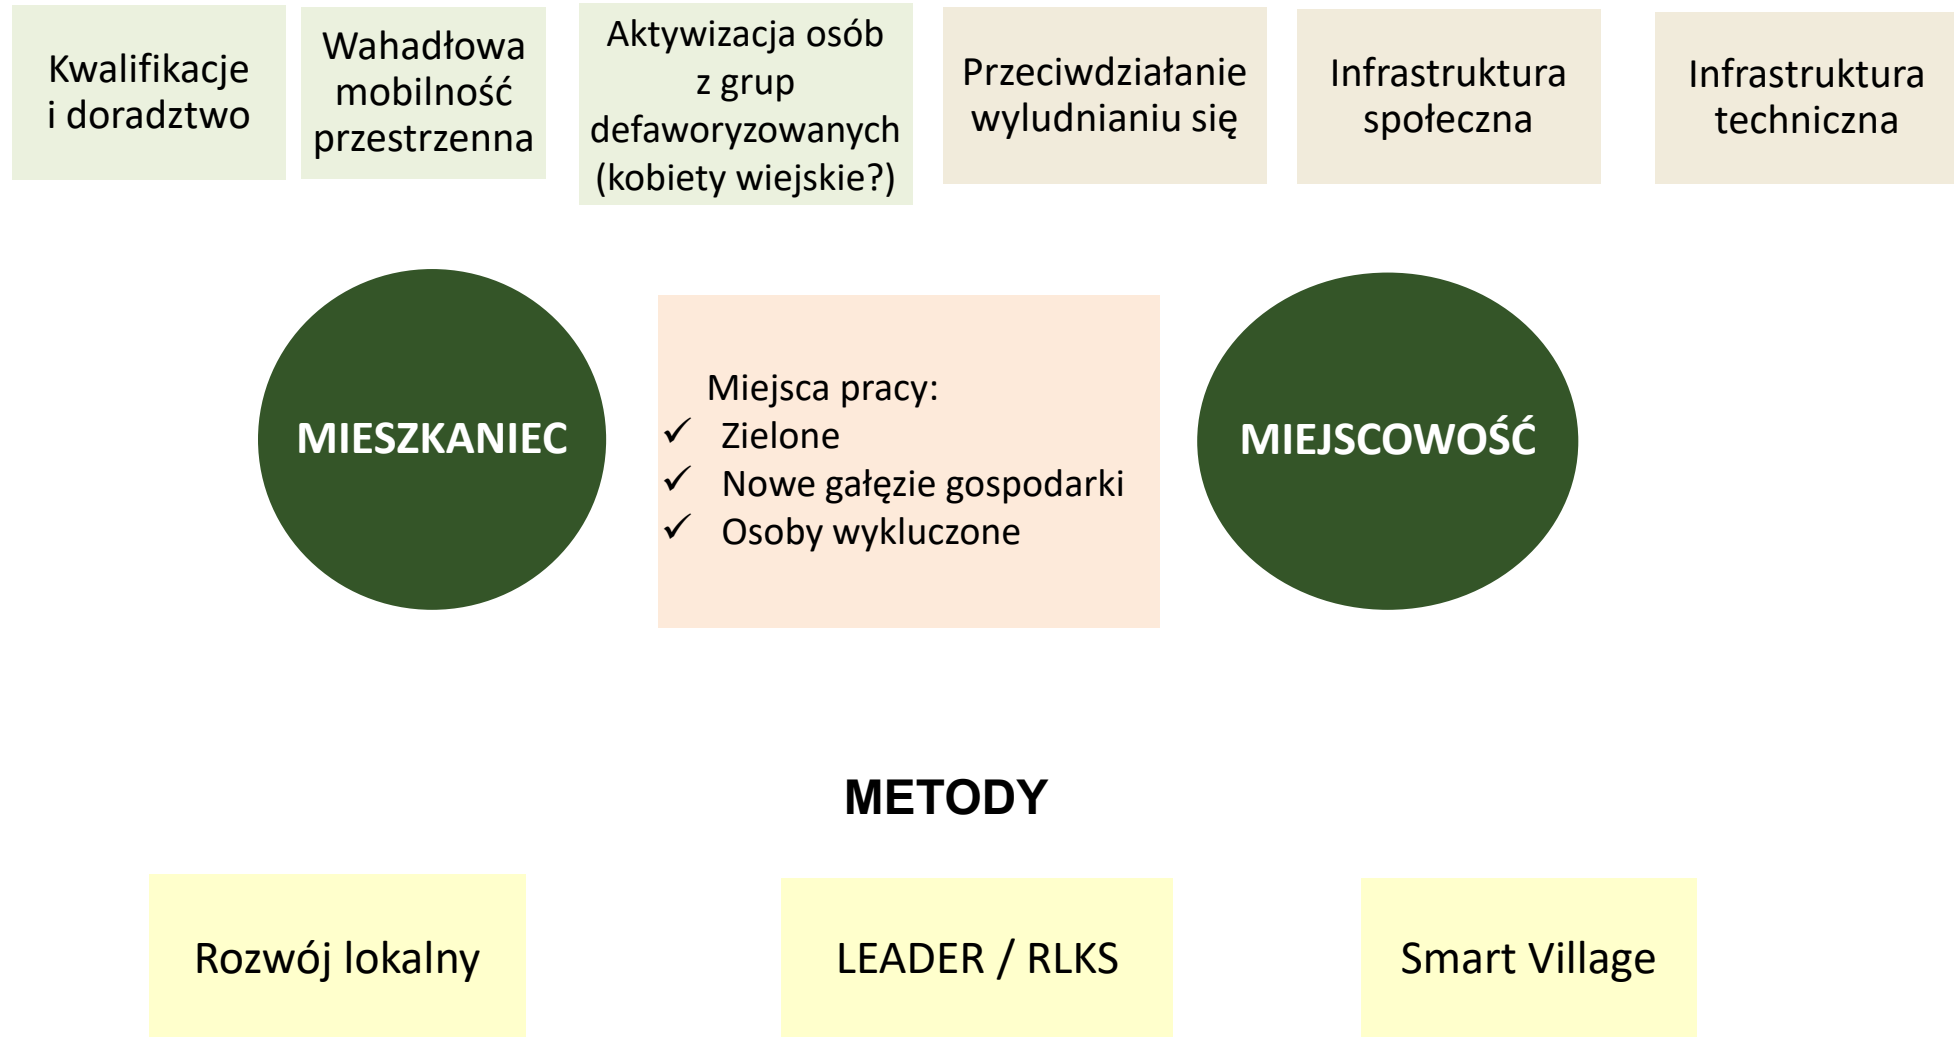 Kwalifikacje
i doradztwo
Wahadłowa
mobilność
przestrzenna
Aktywizacja osób
z grup
defaworyzowanych
(kobiety wiejskie?)
Przeciwdziałanie
wyludnianiu się
Infrastruktura
społeczna
Infrastruktura
techniczna
MIESZKANIEC
Miejsca pracy:
✓ Zielone
✓ Nowe gałęzie gospodarki
✓ Osoby wykluczone
MIEJSCOWOŚĆ
METODY
Rozwój lokalny
LEADER / RLKS
Smart Village